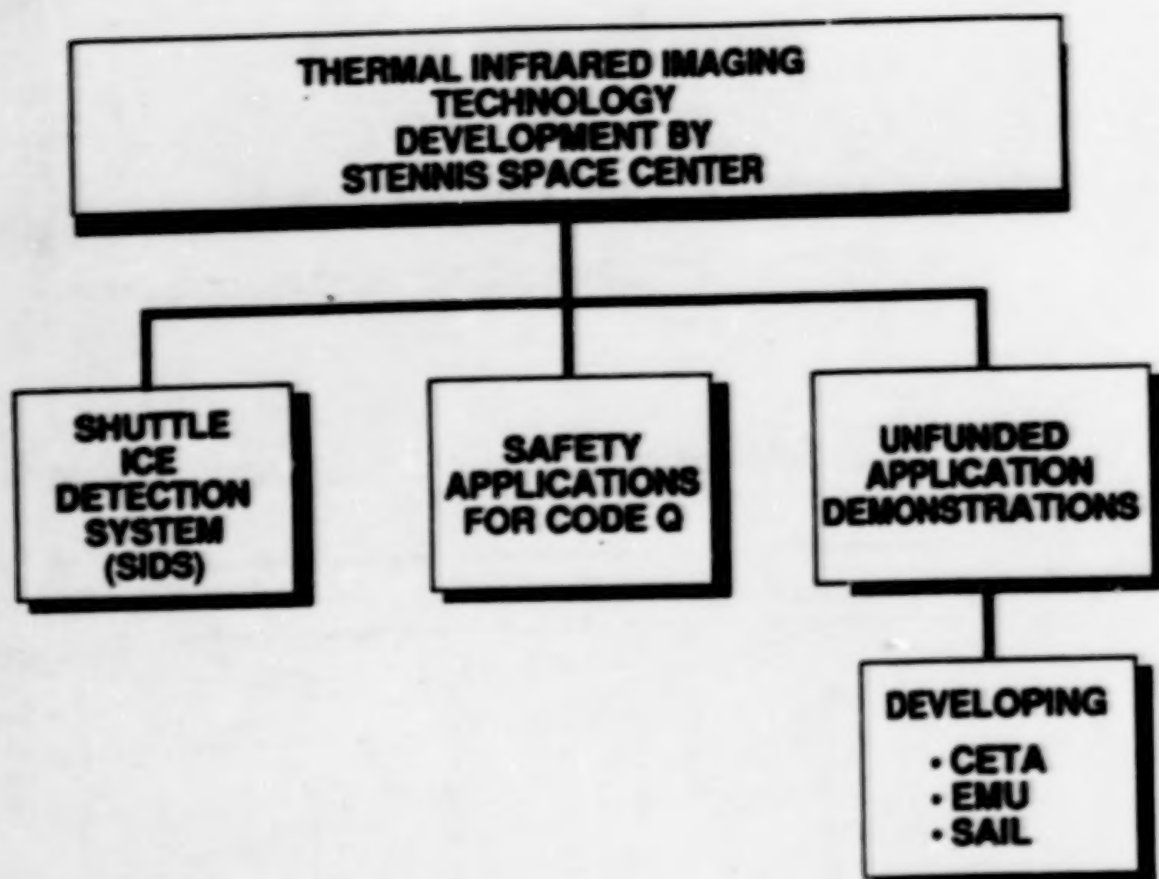 THERMAL INFRARED IMAGING
TECHNOLOGY
DEVELOPMENT BY
STENNIS SPACE CENTER
SHUTTLE
ICE
DETECTION
SYSTEM
(SIDS)
SAFETY
APPLICATIONS
FOR CODE Q
UNFUNDED
APPLICATION
DEMONSTRATIONS
DEVELOPING
• CETA
• EMU
• SAIL